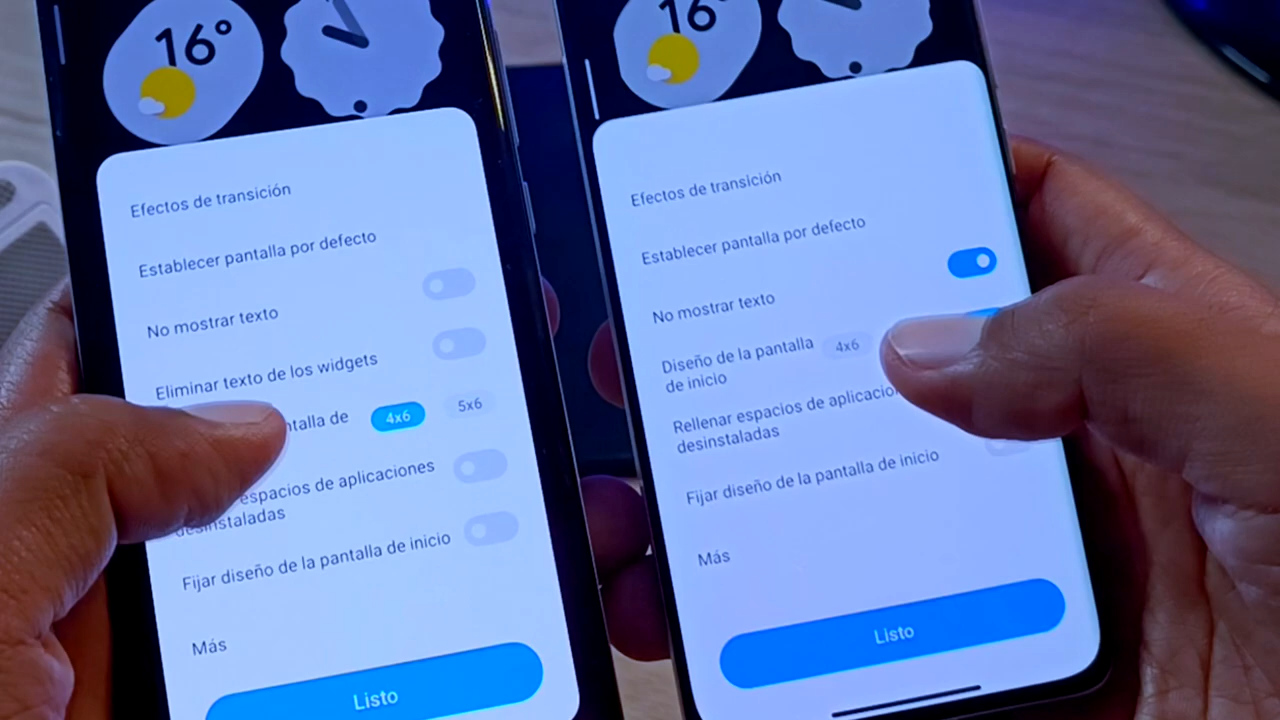 16°
Efectos de transición
Establecer pantalla por defecto
No mostrar texto
Eliminar texto de los widgets
de
4x6
5x6
espacios de aplicaciones
desinstaladas
Fijar diseño de la pantalla de inicio
Más
Listo
16°
Efectos de transición
Establecer pantalla por defecto
No mostrar texto
Diseño de la pantalla
de inicio
4x6
Rellenar espacios de
desinstaladas
Fijar diseño de la pantalla de inicio
Más
Listo